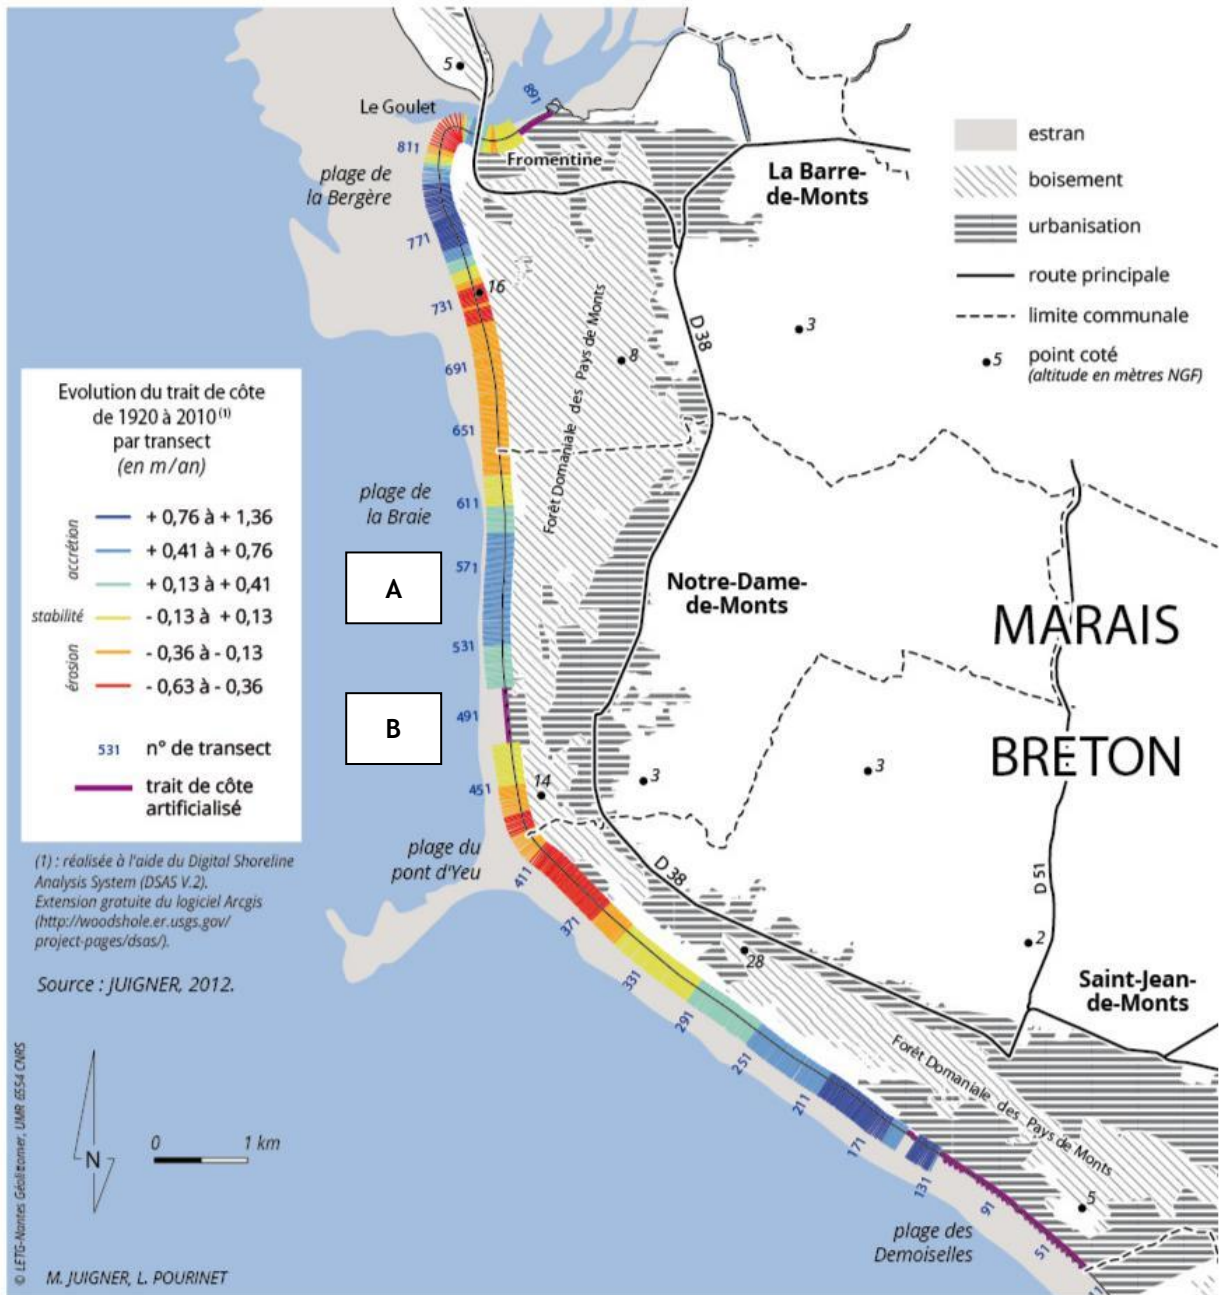 5
891
Le Goulet
811
Fromentine
plage de
la Bergère
La Barre-
de-Monts
estran
boisement
urbanisation
route principale
limite communale
5
point coté
(altitude en mètres NGF)
771
16
731
3
8
D 38
691
Forêt Domaniale des Pays de Monts
651
Evolution du trait de côte
de 1920 à 2010 (1)
par transect
(en m/an)
accrétion
+ 0,76 à + 1,36
+ 0,41 à + 0,76
+ 0,13 à + 0,41
stabilité
- 0,13 à + 0,13
érosion
- 0,36 à - 0,13
- 0,63 à - 0,36
531
n° de transect
trait de côte
artificialisé
plage de
la Braie
611
571
A
Notre-Dame-
de-Monts
MARAIS
BRETON
531
491
B
3
3
14
451
plage du
pont d'Yeu
D 38
D 51
411
371
(1) : réalisée à l'aide du Digital Shoreline
Analysis System (DSAS V.2).
Extension gratuite du logiciel Arcgis
(http://woodshole.er.usgs.gov/
project-pages/dsas/).
Source : JUIGNER, 2012.
28
2
331
291
Saint-Jean-
de-Monts
251
Forêt Domaniale des Pays de Monts
211
171
131
91
5
51
11
plage des
Demoiselles
N
0
1 km
© LETG-Nantes Géolittomer, UMR 6554 CNRS
M. JUIGNER, L. POURINET